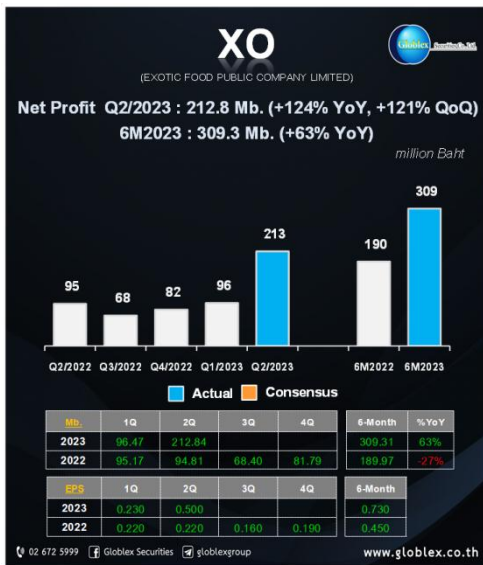 XO
Globlex Securities Co., Ltd.
(EXOTIC FOOD PUBLIC COMPANY LIMITED)
Net Profit Q2/2023 : 212.8 Mb. (+124% YoY, +121% QoQ)
6M2023 : 309.3 Mb. (+63% YoY)
million Baht
95 68 82 96 213 190 309
Q2/2022 Q3/2022 Q4/2022 Q1/2023 Q2/2023 6M2022 6M2023
Actual Consensus
Mb. 1Q 2Q 3Q 4Q 6-Month %YoY
2023 96.47 212.84 309.31 63%
2022 95.17 94.81 68.40 81.79 189.97 -27%
EPS 1Q 2Q 3Q 4Q 6-Month
2023 0.230 0.500 0.730
2022 0.220 0.220 0.160 0.190 0.450
02 672 5999 Globlex Securities globlexgroup www.globlex.co.th